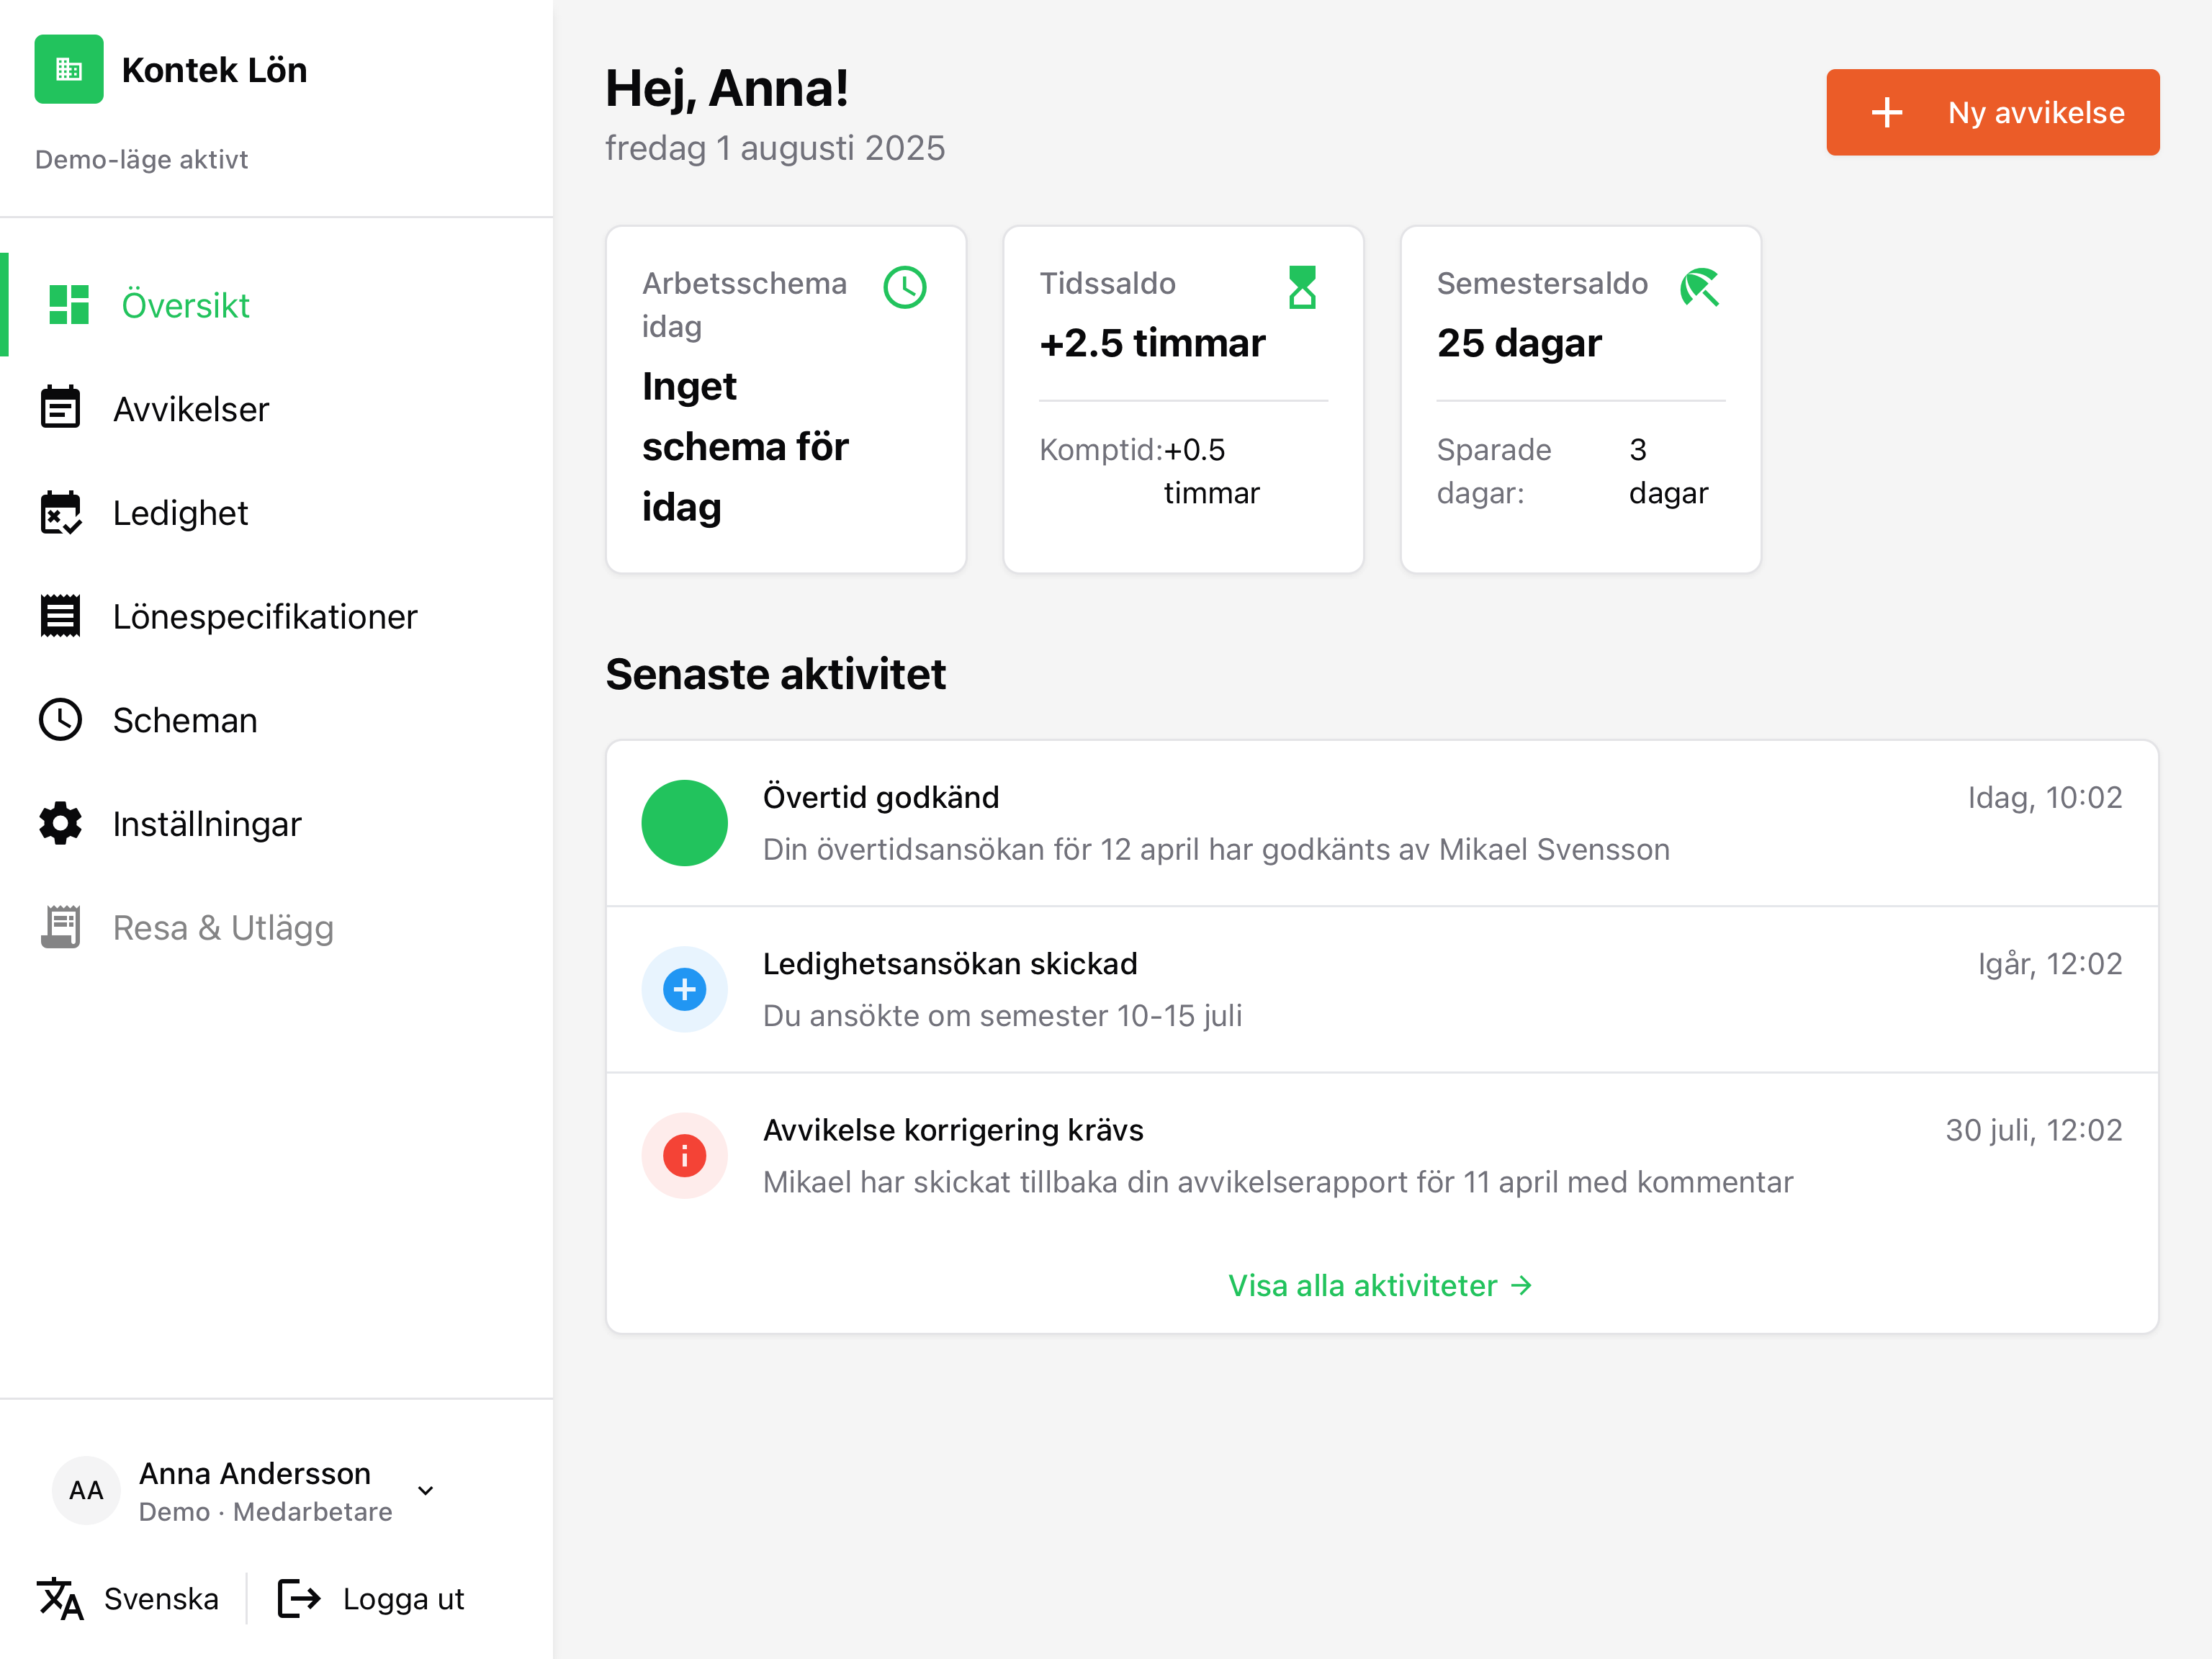 Kontek Lön
Demo-läge aktivt
Översikt
Avvikelser
Ledighet
Lönespecifikationer
Scheman
Inställningar
Resa & Utlägg
AA
Anna Andersson
Demo · Medarbetare
Svenska
Logga ut
Hej, Anna!
fredag 1 augusti 2025
Ny avvikelse
Arbetsschema
idag
Inget
schema för
idag
Tidssaldo
+2.5 timmar
Komptid:+0.5
timmar
Semestersaldo
25 dagar
Sparade 3
dagar: dagar
Senaste aktivitet
Övertid godkänd Idag, 10:02
Din övertidsansökan för 12 april har godkänts av Mikael Svensson
Ledighetsansökan skickad Igår, 12:02
Du ansökte om semester 10-15 juli
Avvikelse korrigering krävs 30 juli, 12:02
Mikael har skickat tillbaka din avvikelserapport för 11 april med kommentar
Visa alla aktiviteter →